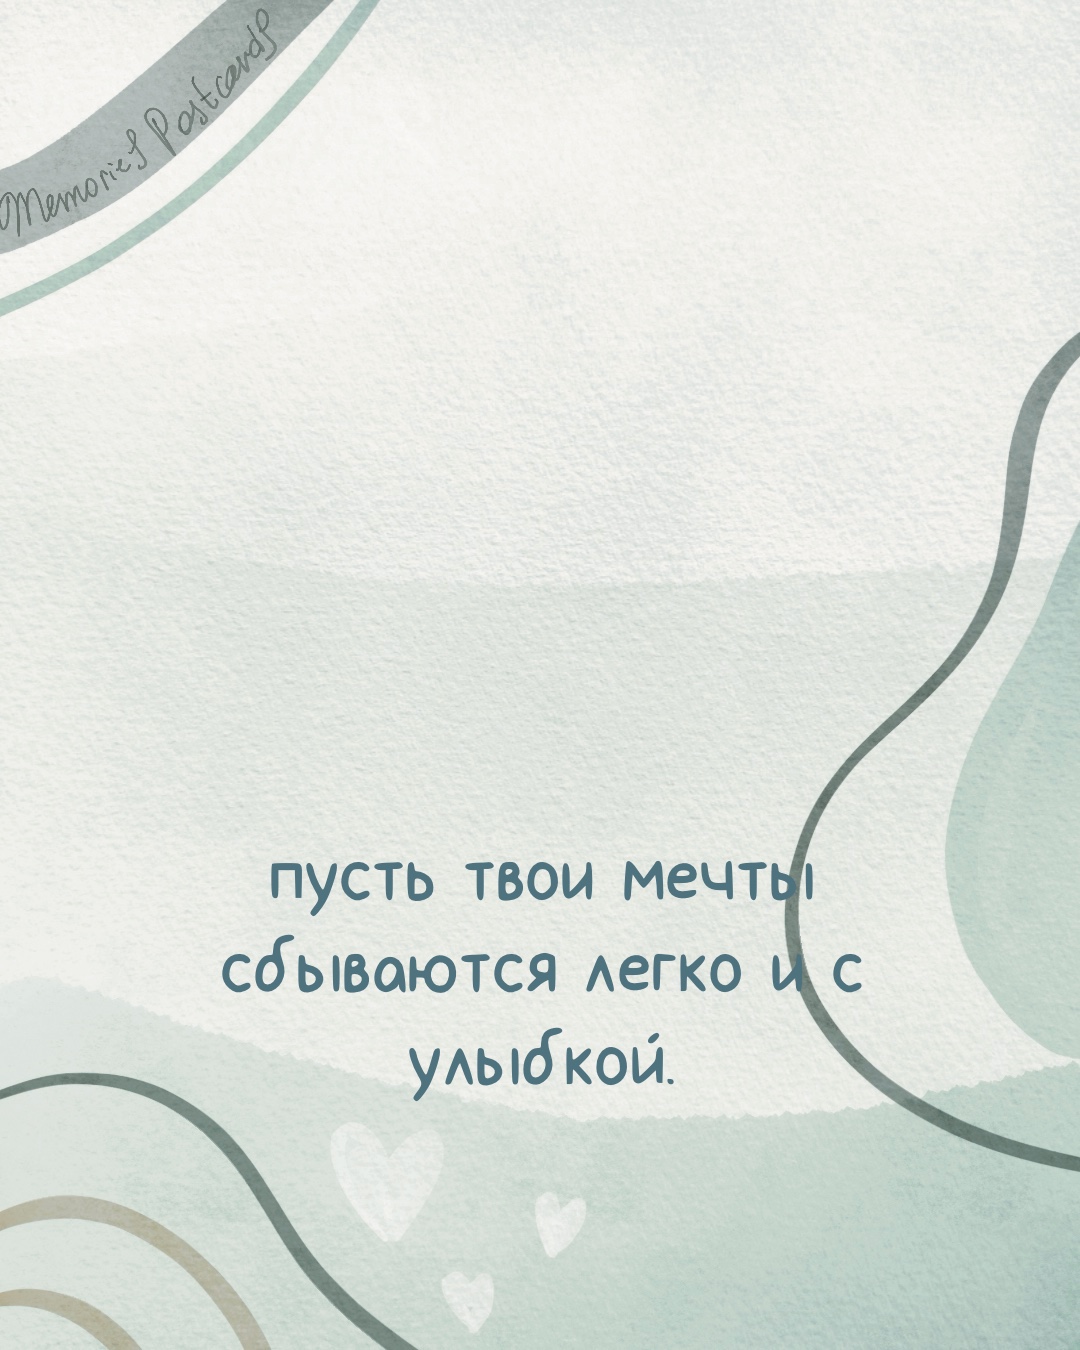 Memories Postcards
пусть твои мечты
сбываются легко и с
улыбкой.